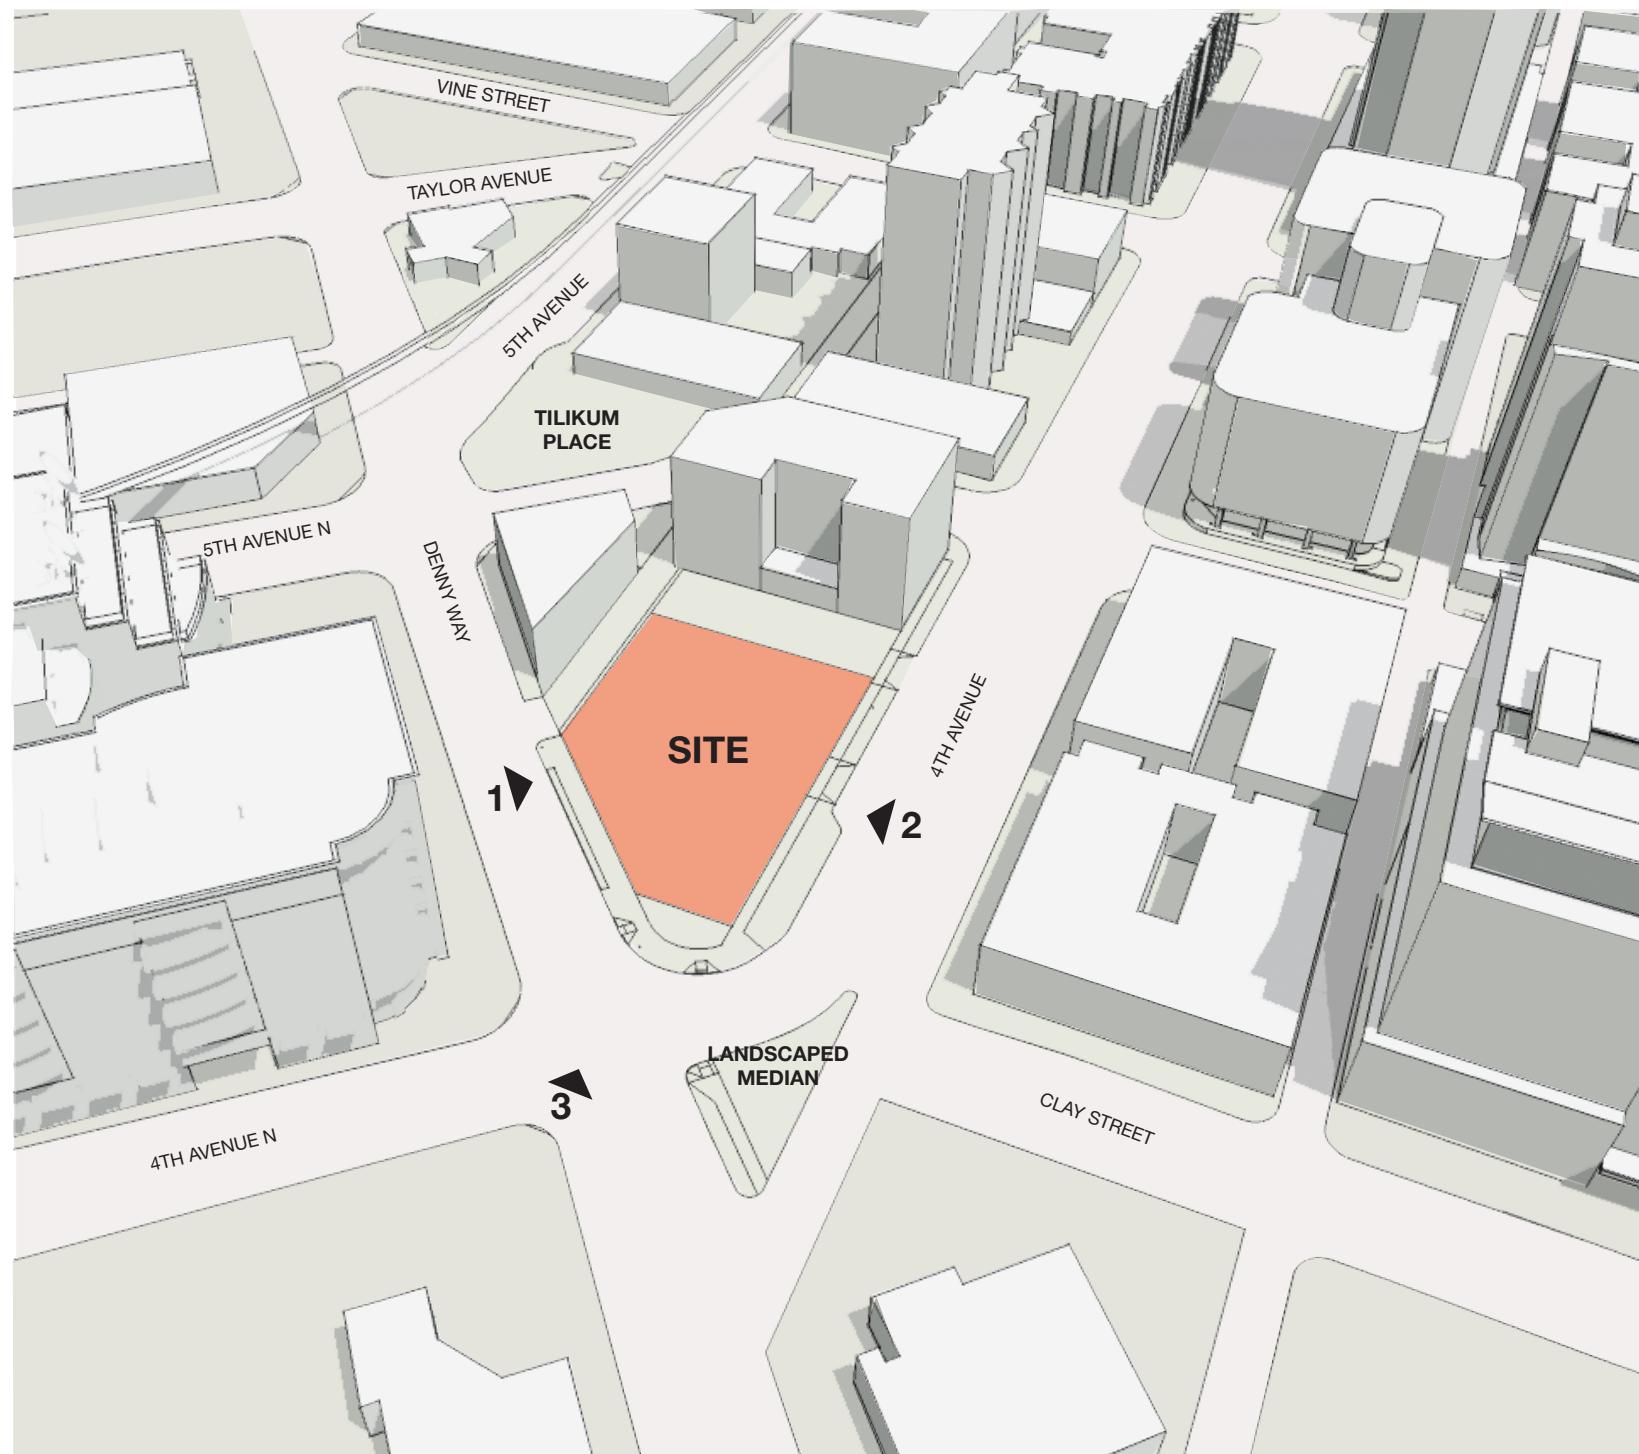 VINE STREET
TAYLOR AVENUE
5TH AVENUE
TILIKUM
PLACE
5TH AVENUE N
DENNY WAY
4TH AVENUE
SITE
1
2
LANDSCAPED
MEDIAN
3
CLAY STREET
4TH AVENUE N